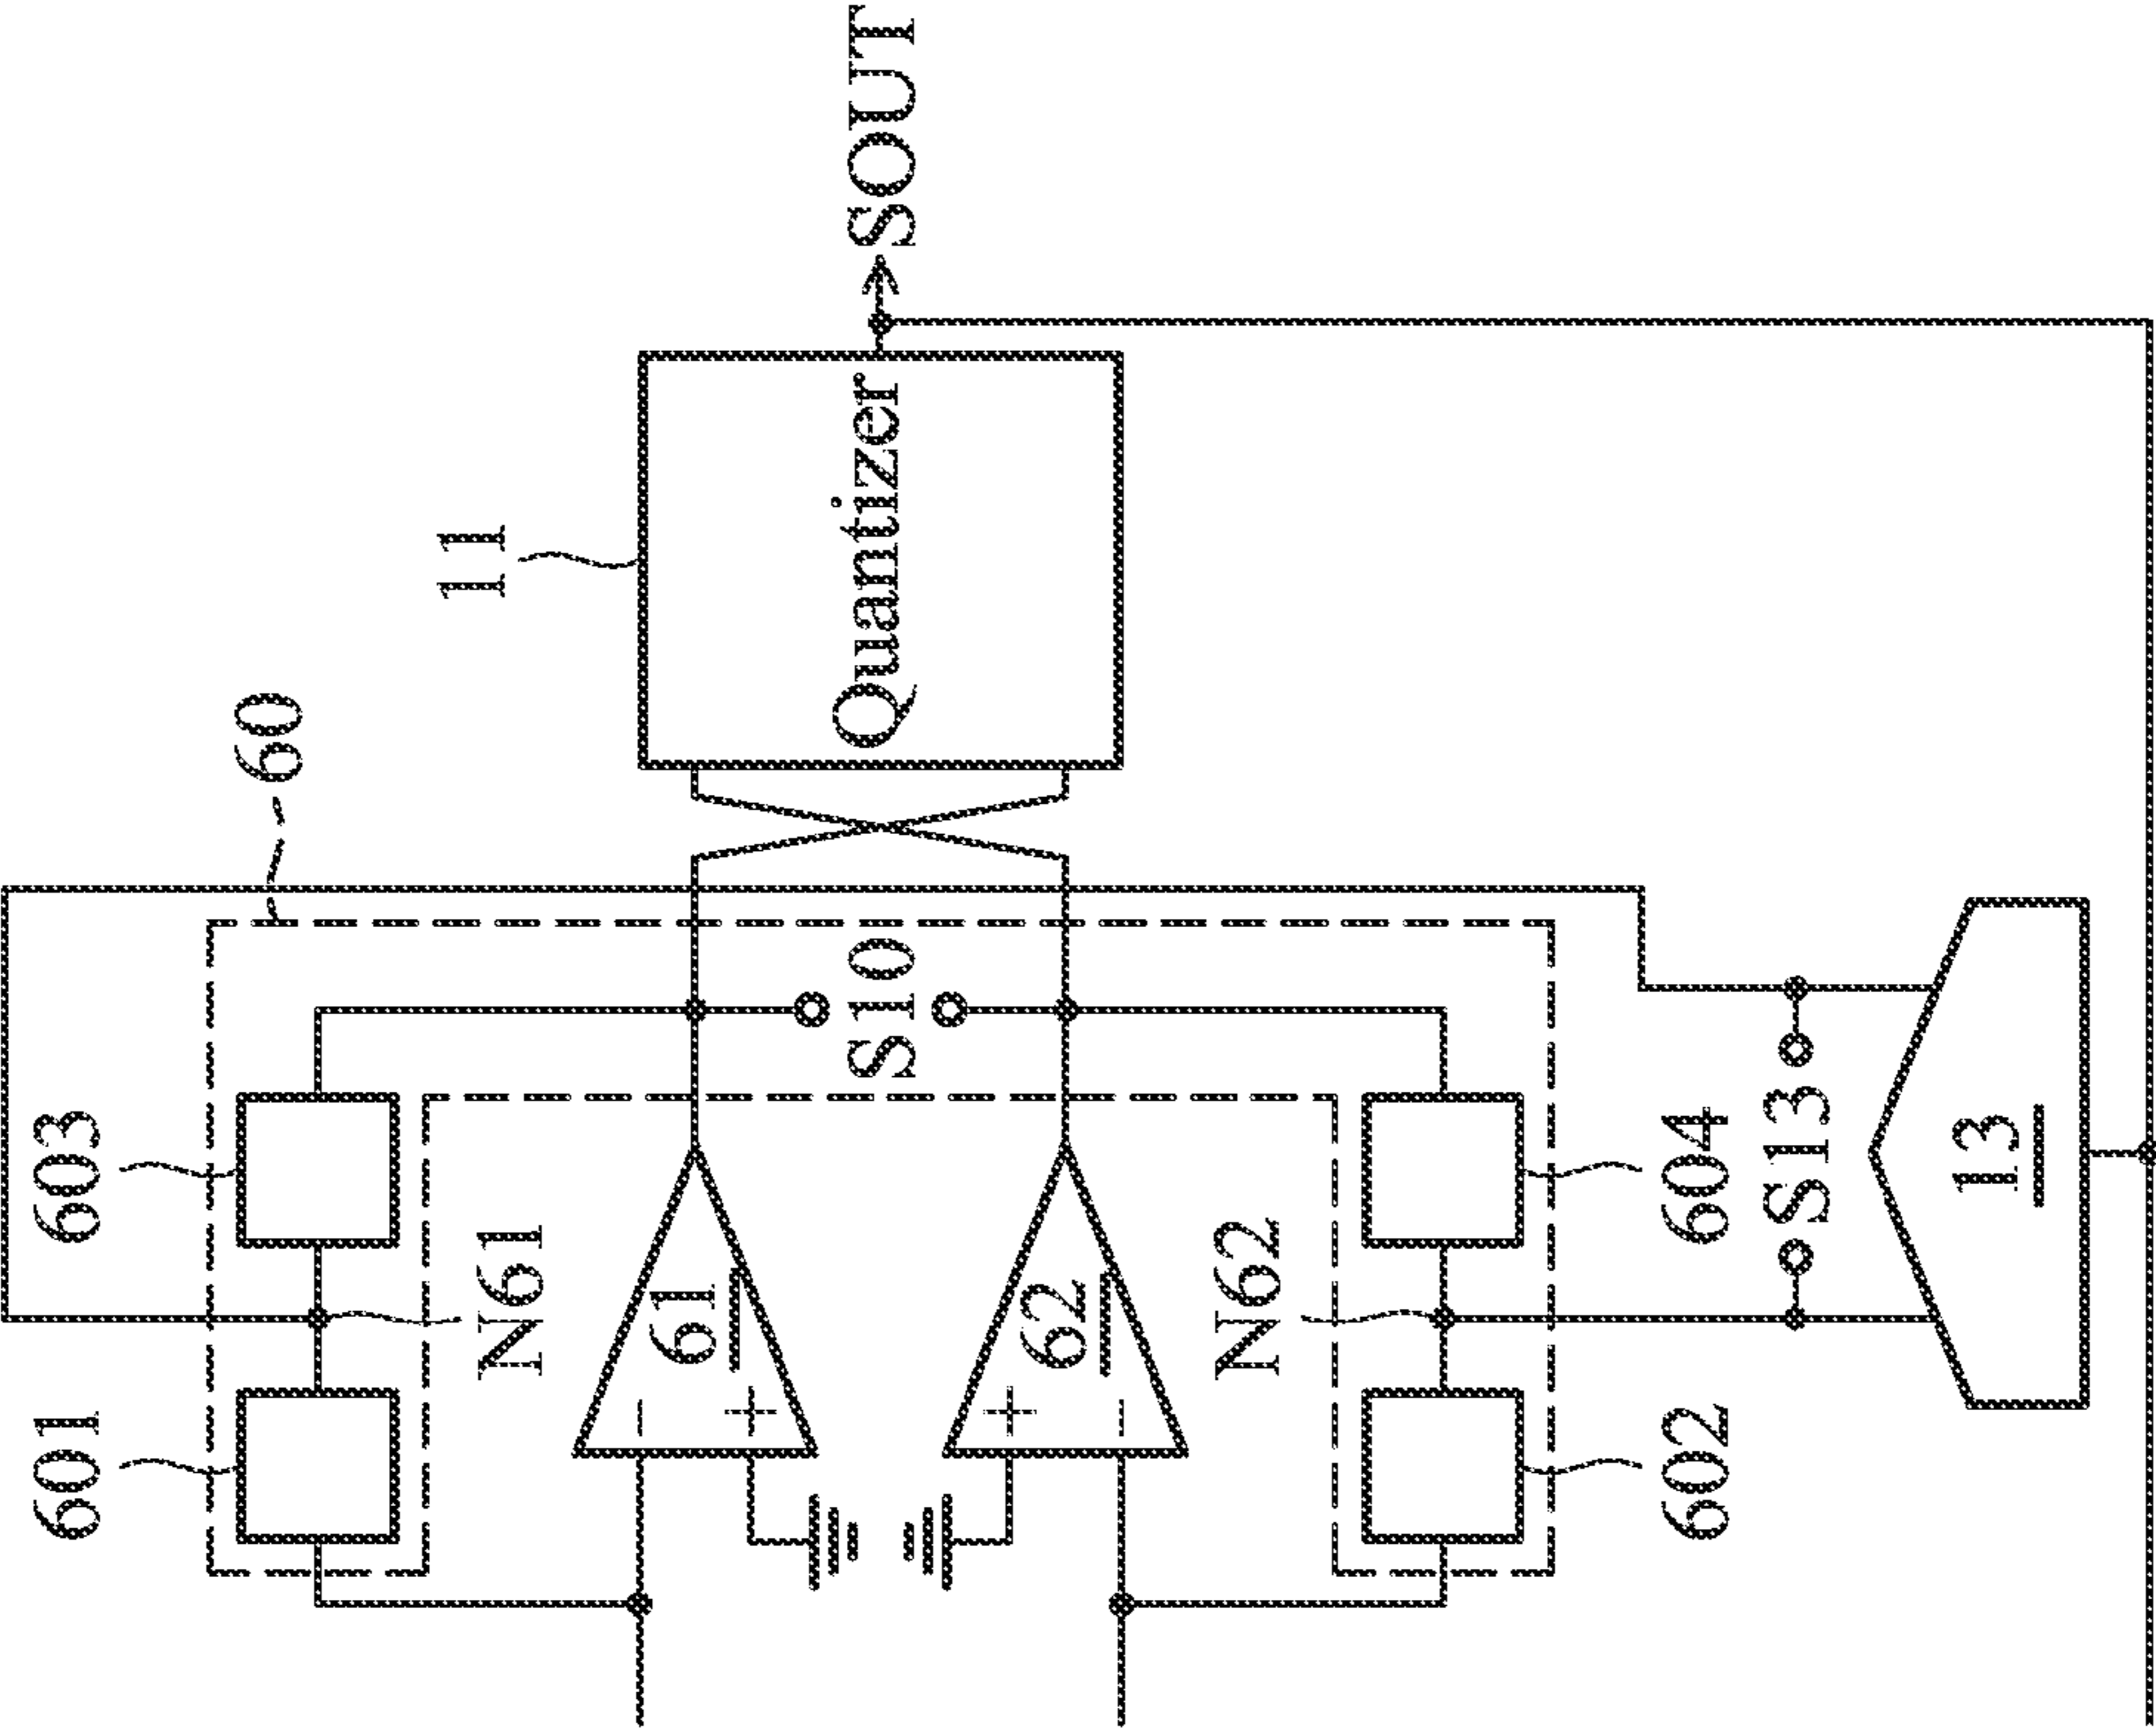 SOUT
11
Quantizer
60
S10
603
N61
601
61
62
N62
604
602
S13
13
− +
+ −